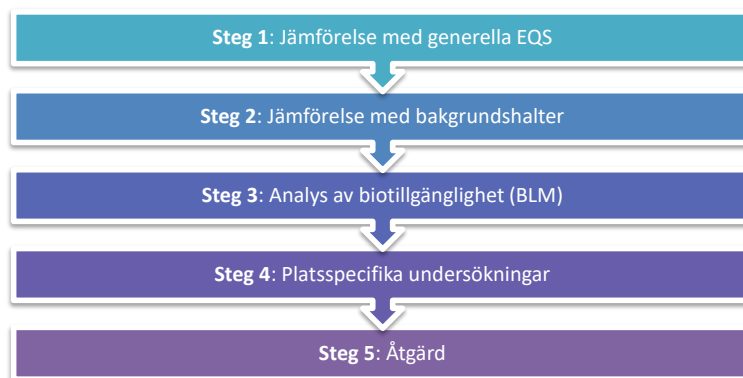 Steg 1: Jämförelse med generella EQS
Steg 2: Jämförelse med bakgrundshalter
Steg 3: Analys av biotillgänglighet (BLM)
Steg 4: Platsspecifika undersökningar
Steg 5: Åtgärd